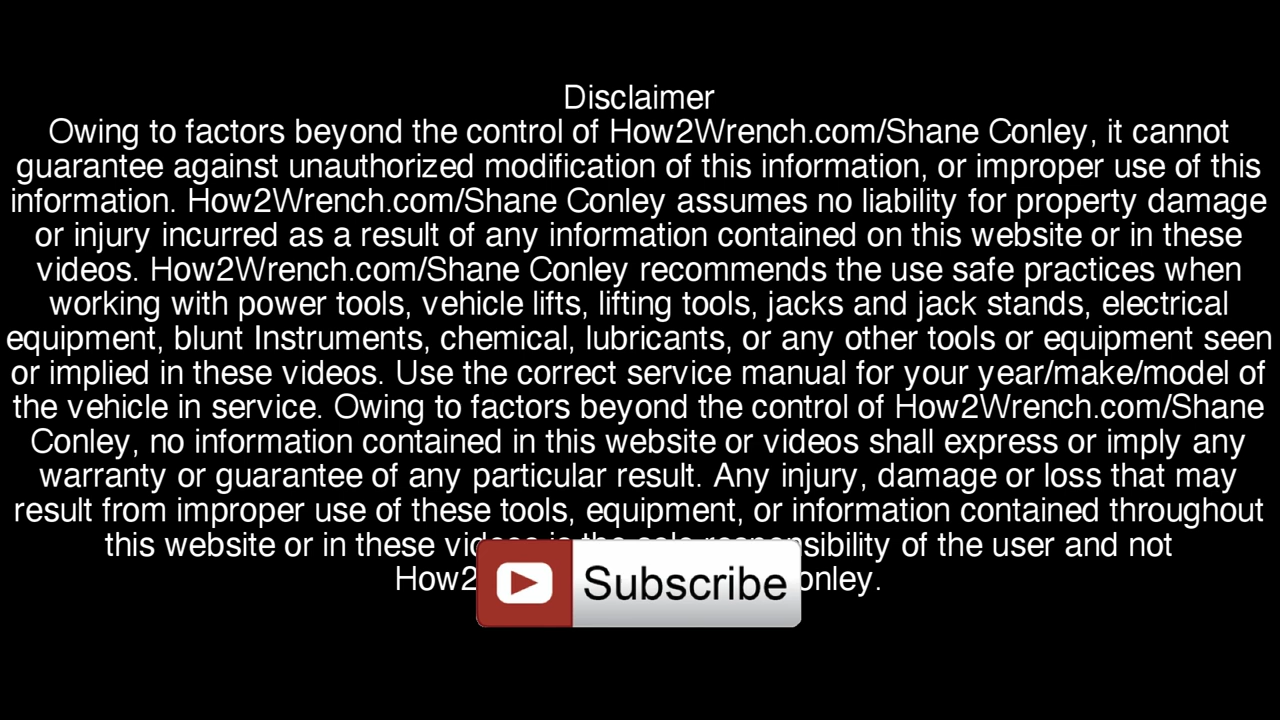 Disclaimer
Owing to factors beyond the control of How2Wrench.com/Shane Conley, it cannot
guarantee against unauthorized modification of this information, or improper use of this
information. How2Wrench.com/Shane Conley assumes no liability for property damage
or injury incurred as a result of any information contained on this website or in these
videos. How2Wrench.com/Shane Conley recommends the use safe practices when
working with power tools, vehicle lifts, lifting tools, jacks and jack stands, electrical
equipment, blunt Instruments, chemical, lubricants, or any other tools or equipment seen
or implied in these videos. Use the correct service manual for your year/make/model of
the vehicle in service. Owing to factors beyond the control of How2Wrench.com/Shane
Conley, no information contained in this website or videos shall express or imply any
warranty or guarantee of any particular result. Any injury, damage or loss that may
result from improper use of these tools, equipment, or information contained throughout
this website or in these videos is the sole responsibility of the user and not
How2 onley.
Subscribe